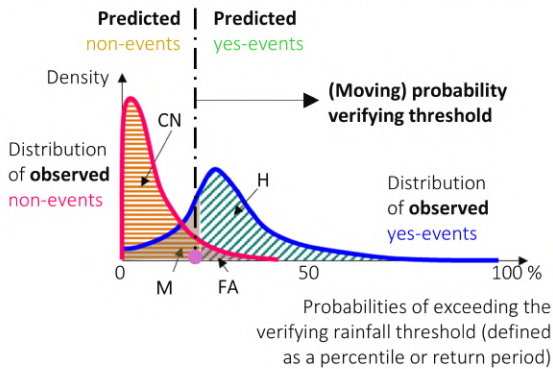 Predicted
non-events
Predicted
yes-events
Density
(Moving) probability
verifying threshold
CN
Distribution
of observed
non-events
H
Distribution
of observed
yes-events
0
50
100 %
M
FA
Probabilities of exceeding the
verifying rainfall threshold (defined
as a percentile or return period)